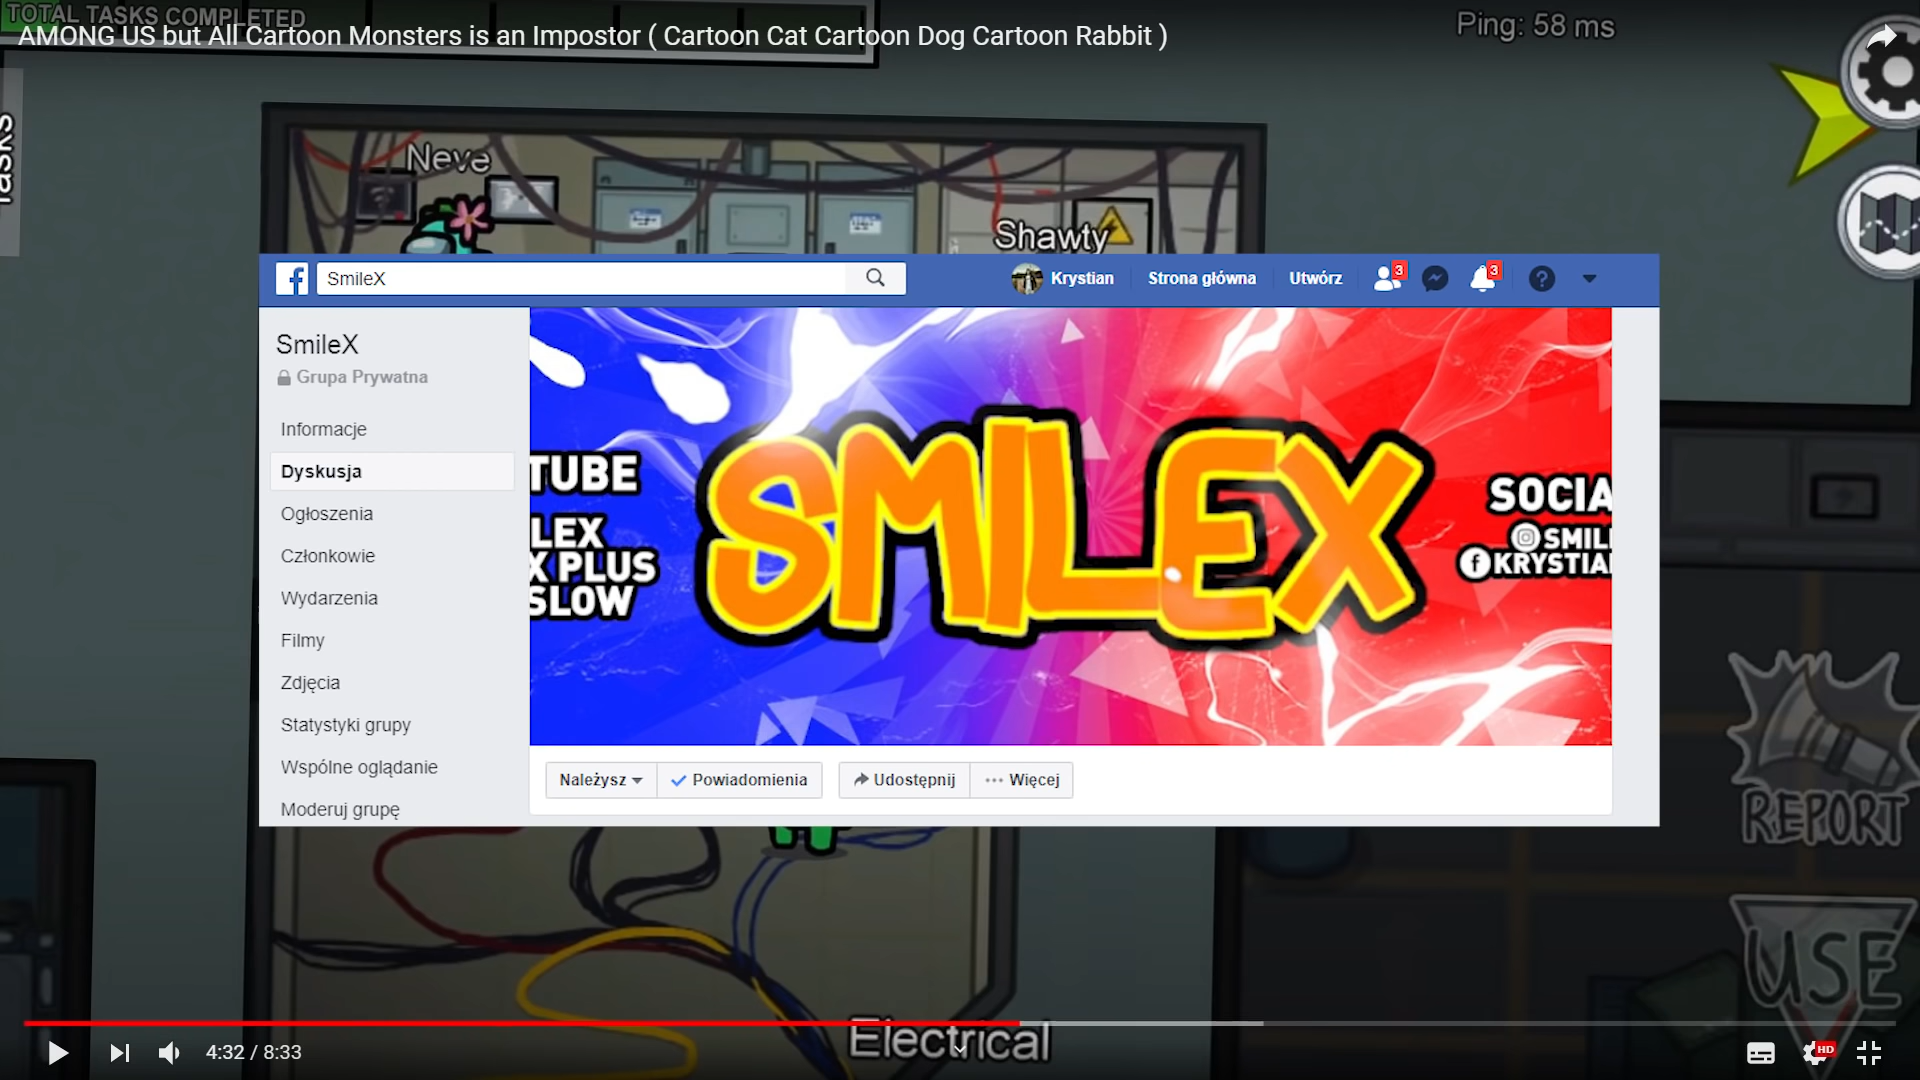 TOTAL TASKS COMPLETED
AMONG US but All Cartoon Monsters is an Impostor ( Cartoon Cat Cartoon Dog Cartoon Rabbit )
Ping: 58 ms
Neve
Shawty
SmileX
Krystian
Strona główna
Utwórz
3
3
?
SmileX
Grupa Prywatna
Informacje
Dyskusja
Ogłoszenia
Członkowie
Wydarzenia
Filmy
Zdjęcia
Statystyki grupy
Wspólne oglądanie
Moderuj grupę
TUBE
LEX
X PLUS
SLOW
SMILEX
SOCIA
SMIL
KRYSTIA
Należysz
Powiadomienia
Udostępnij
Więcej
REPORT
USE
Electrical
4:32 / 8:33
HD